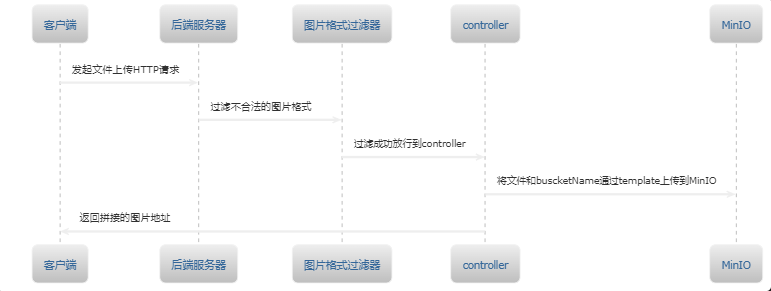 客户端
后端服务器
图片格式过滤器
controller
MinIO
发起文件上传HTTP请求
过滤不合法的图片格式
过滤成功放行到controller
将文件和buscketName通过template上传到MinIO
返回拼接的图片地址
客户端
后端服务器
图片格式过滤器
controller
MinIO